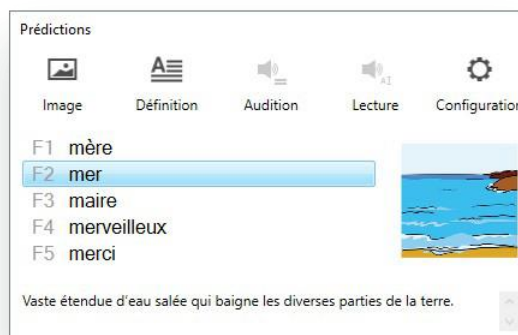 Prédictions
Image Définition Audition Lecture Configuration
F1 mère
F2 mer
F3 maire
F4 merveilleux
F5 merci
Vaste étendue d'eau salée qui baigne les diverses parties de la terre.